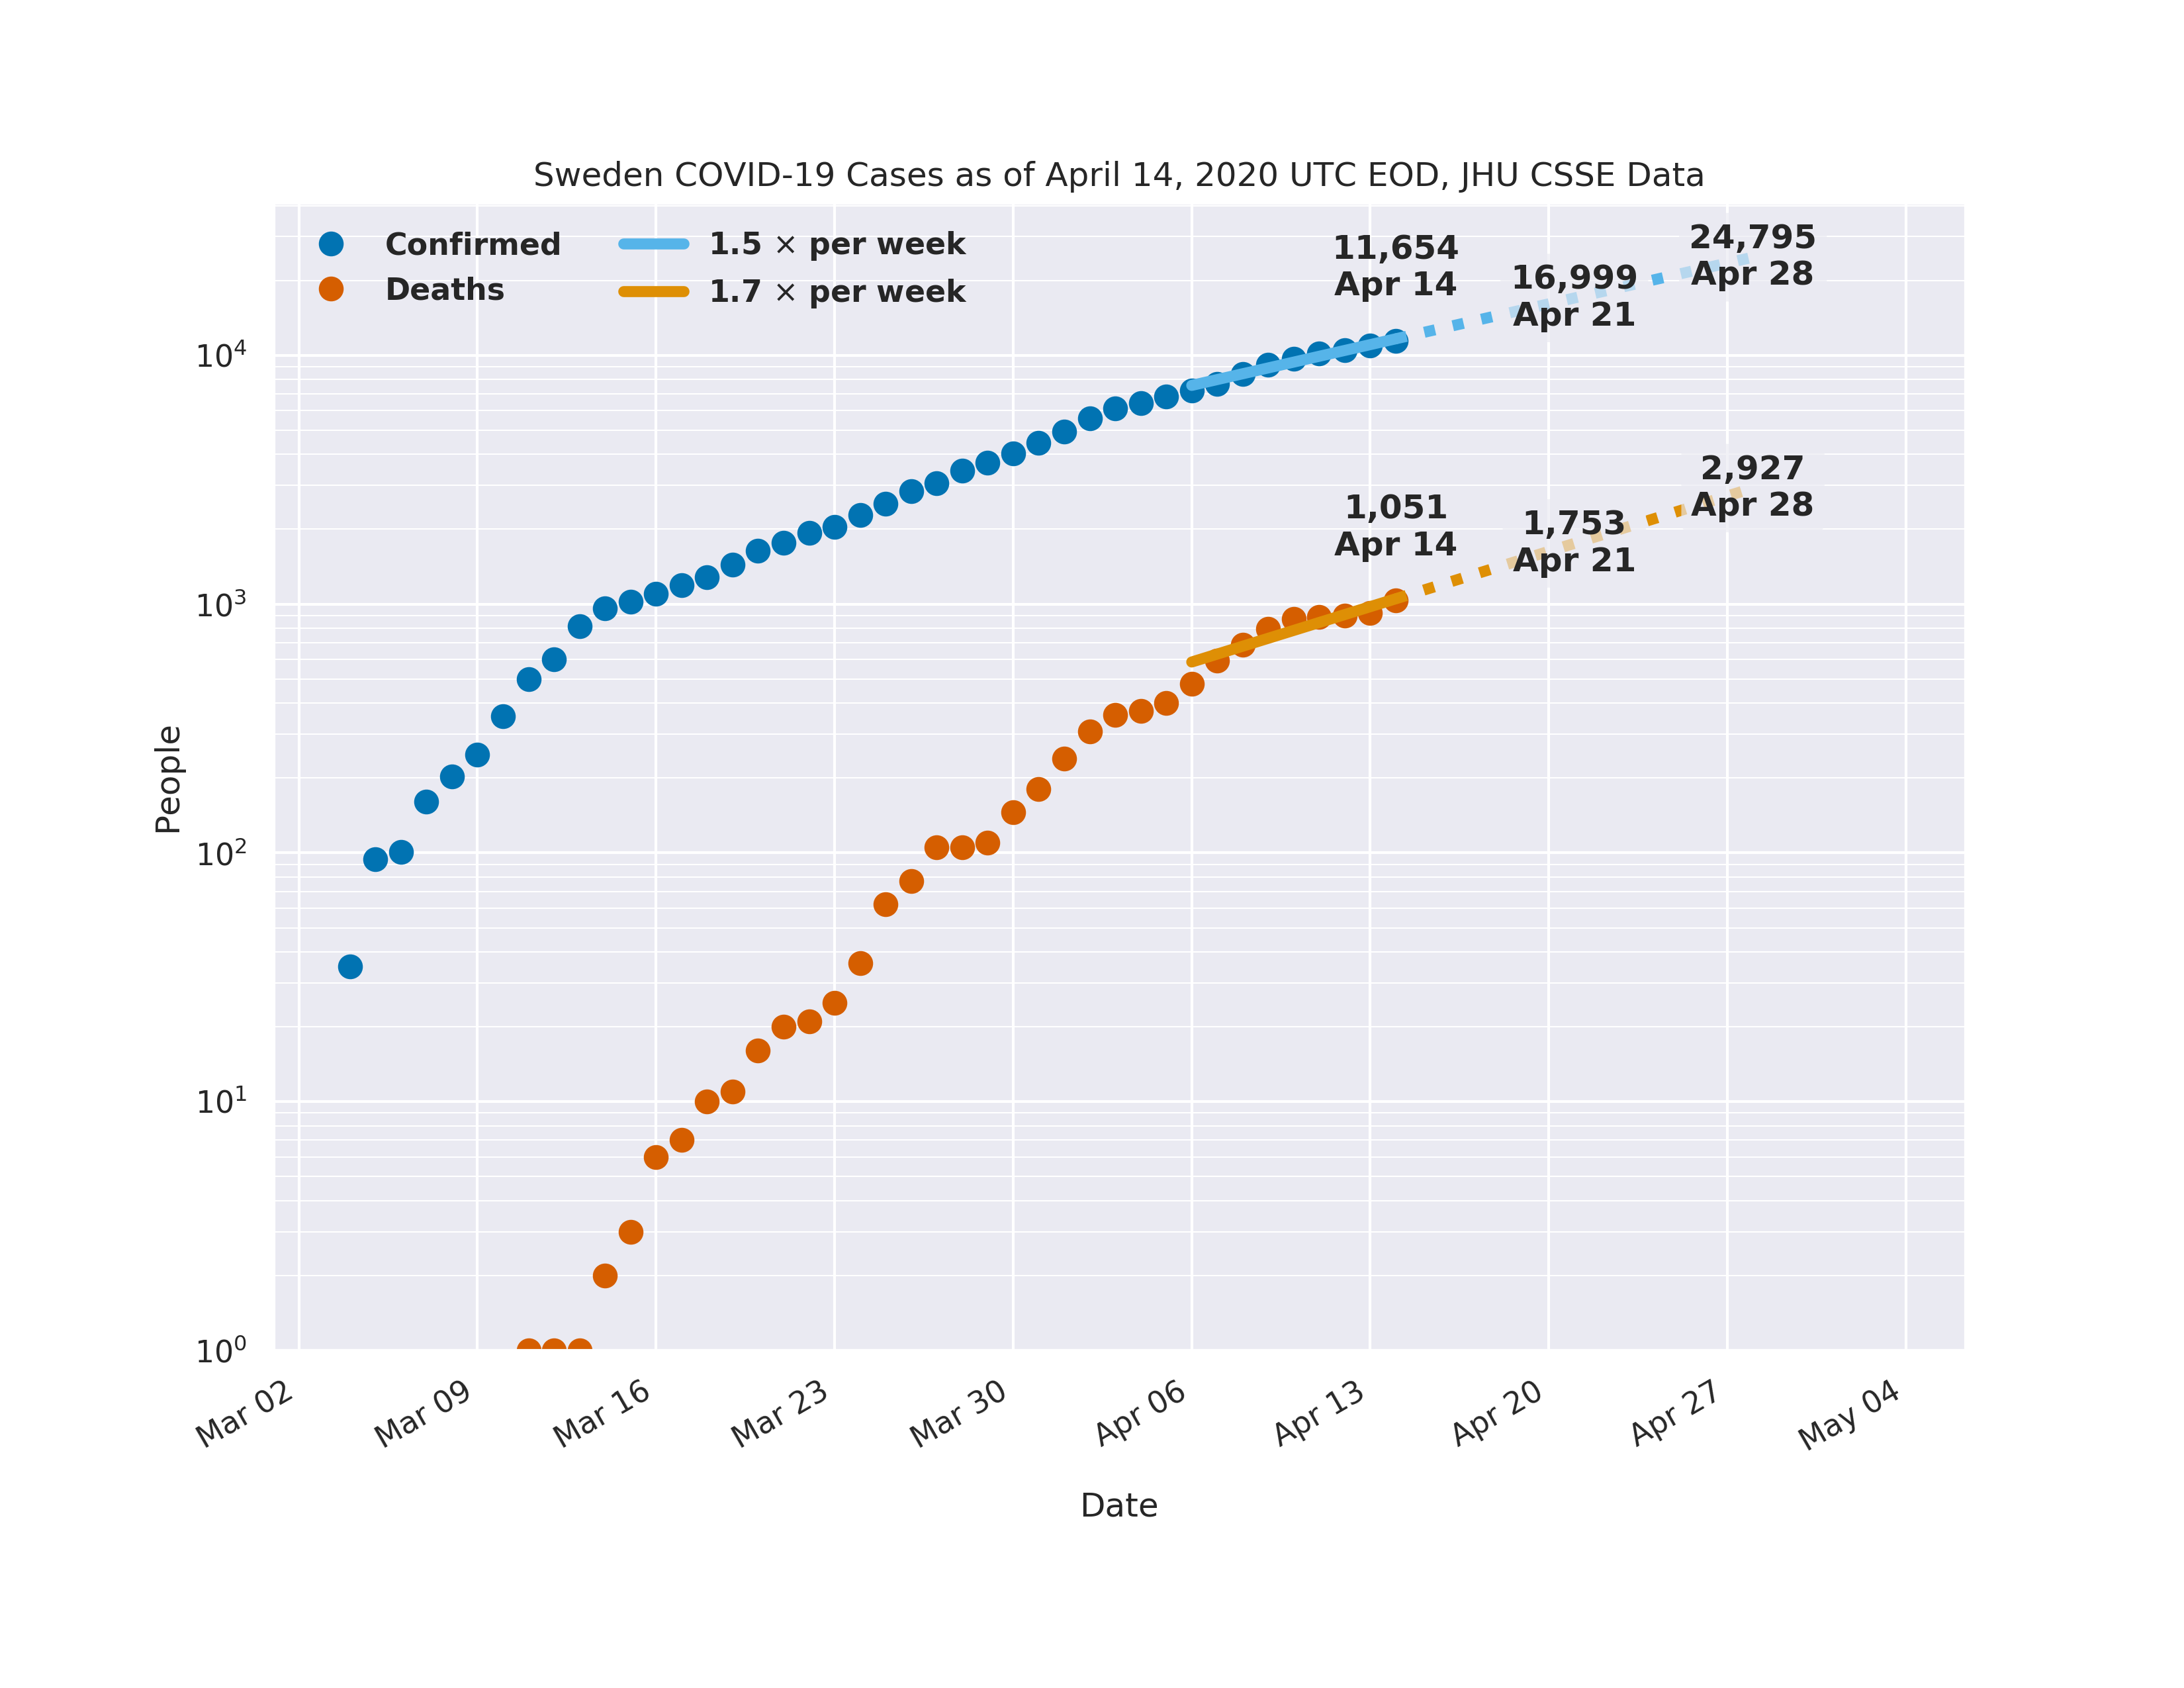 Sweden COVID-19 Cases as of April 14, 2020 UTC EOD, JHU CSSE Data
Confirmed
Deaths
1.5 × per week
1.7 × per week
11,654
Apr 14
16,999
Apr 21
24,795
Apr 28
1,051
Apr 14
1,753
Apr 21
2,927
Apr 28
People
10⁴
10³
10²
10¹
10⁰
Mar 02
Mar 09
Mar 16
Mar 23
Mar 30
Apr 06
Apr 13
Apr 20
Apr 27
May 04
Date